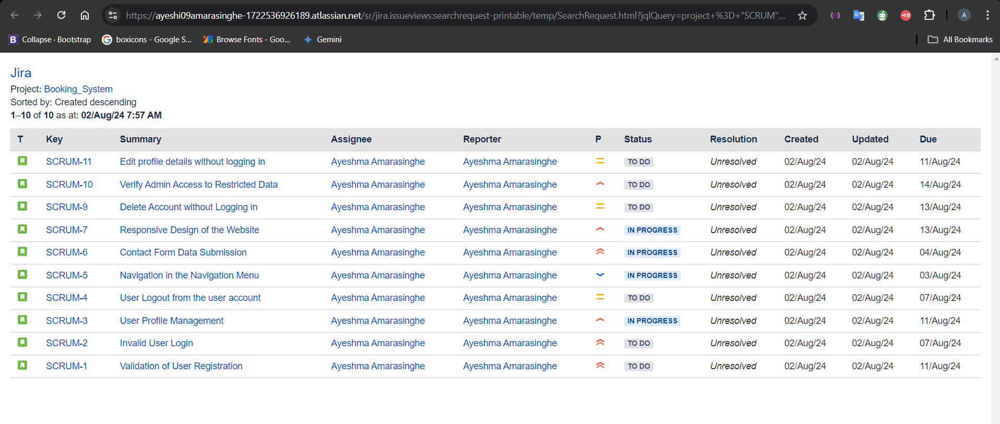 https://ayeshi09amarasinghe-1722536926189.atlassian.net/sr/jira.issueviews:searchrequest-printable/temp/SearchRequest.html?jqlQuery=project+%3D+"SCRUM"...
A
B Collapse · Bootstrap G boxicons - Google S... Browse Fonts - Goo... Gemini All Bookmarks
Jira
Project: Booking_System
Sorted by: Created descending
1–10 of 10 as at: 02/Aug/24 7:57 AM
T Key Summary Assignee Reporter P Status Resolution Created Updated Due
SCRUM-11 Edit profile details without logging in Ayeshma Amarasinghe Ayeshma Amarasinghe TO DO Unresolved 02/Aug/24 02/Aug/24 11/Aug/24
SCRUM-10 Verify Admin Access to Restricted Data Ayeshma Amarasinghe Ayeshma Amarasinghe TO DO Unresolved 02/Aug/24 02/Aug/24 14/Aug/24
SCRUM-9 Delete Account without Logging in Ayeshma Amarasinghe Ayeshma Amarasinghe TO DO Unresolved 02/Aug/24 02/Aug/24 13/Aug/24
SCRUM-7 Responsive Design of the Website Ayeshma Amarasinghe Ayeshma Amarasinghe IN PROGRESS Unresolved 02/Aug/24 02/Aug/24 13/Aug/24
SCRUM-6 Contact Form Data Submission Ayeshma Amarasinghe Ayeshma Amarasinghe IN PROGRESS Unresolved 02/Aug/24 02/Aug/24 04/Aug/24
SCRUM-5 Navigation in the Navigation Menu Ayeshma Amarasinghe Ayeshma Amarasinghe IN PROGRESS Unresolved 02/Aug/24 02/Aug/24 03/Aug/24
SCRUM-4 User Logout from the user account Ayeshma Amarasinghe Ayeshma Amarasinghe TO DO Unresolved 02/Aug/24 02/Aug/24 07/Aug/24
SCRUM-3 User Profile Management Ayeshma Amarasinghe Ayeshma Amarasinghe IN PROGRESS Unresolved 02/Aug/24 02/Aug/24 11/Aug/24
SCRUM-2 Invalid User Login Ayeshma Amarasinghe Ayeshma Amarasinghe TO DO Unresolved 02/Aug/24 02/Aug/24 07/Aug/24
SCRUM-1 Validation of User Registration Ayeshma Amarasinghe Ayeshma Amarasinghe TO DO Unresolved 02/Aug/24 02/Aug/24 11/Aug/24